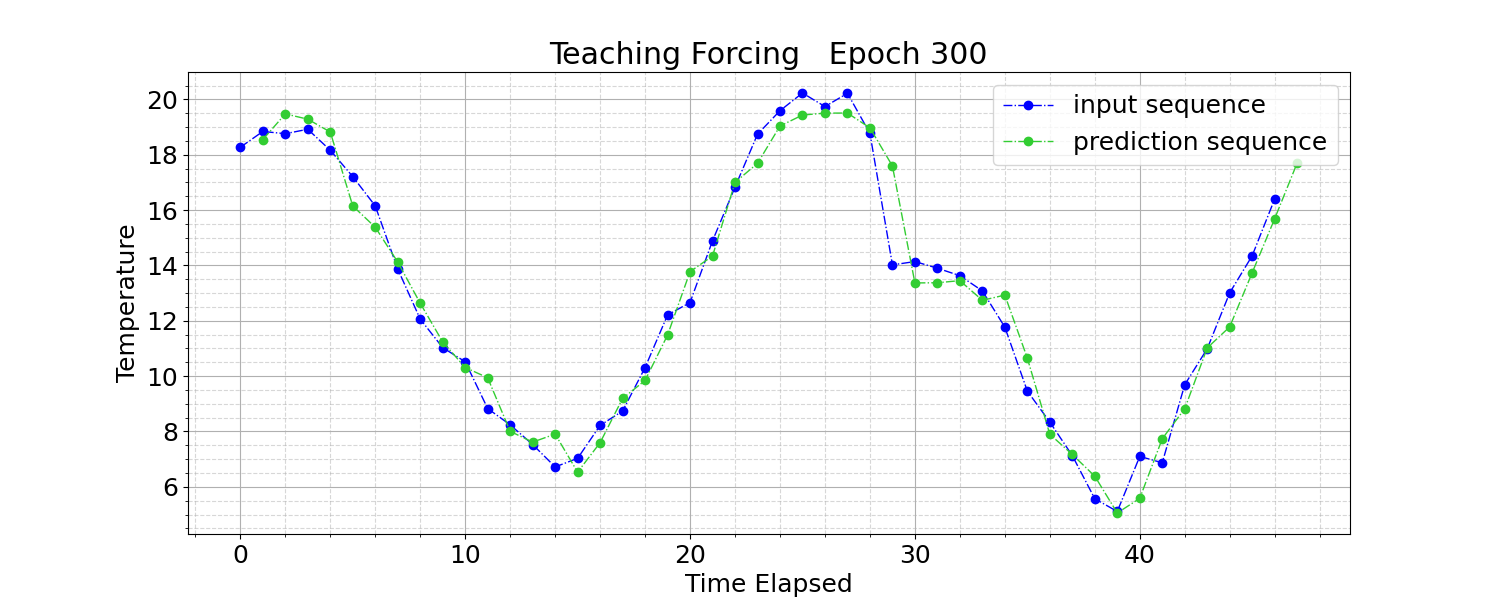 Teaching Forcing   Epoch 300
input sequence
prediction sequence
Temperature
20
18
16
14
12
10
8
6
0 10 20 30 40
Time Elapsed